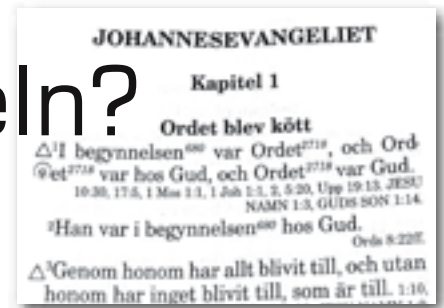 eln?
JOHANNESEVANGELIET
Kapitel 1
Ordet blev kött
△¹I begynnelsen⁶⁸⁰ var Ordet²⁷¹⁸, och Ord-
et²⁷¹⁸ var hos Gud, och Ordet²⁷¹⁸ var Gud.
10:30, 17:5, 1 Mos 1:1, 1 Joh 1:1, 2, 5:20, Upp 19:13. JESU
NAMN 1:3, GUDS SON 1:14.
²Han var i begynnelsen⁶⁸⁰ hos Gud.
Ords 8:22ff.
△³Genom honom har allt blivit till, och utan
honom har inget blivit till, som är till. 1:10,